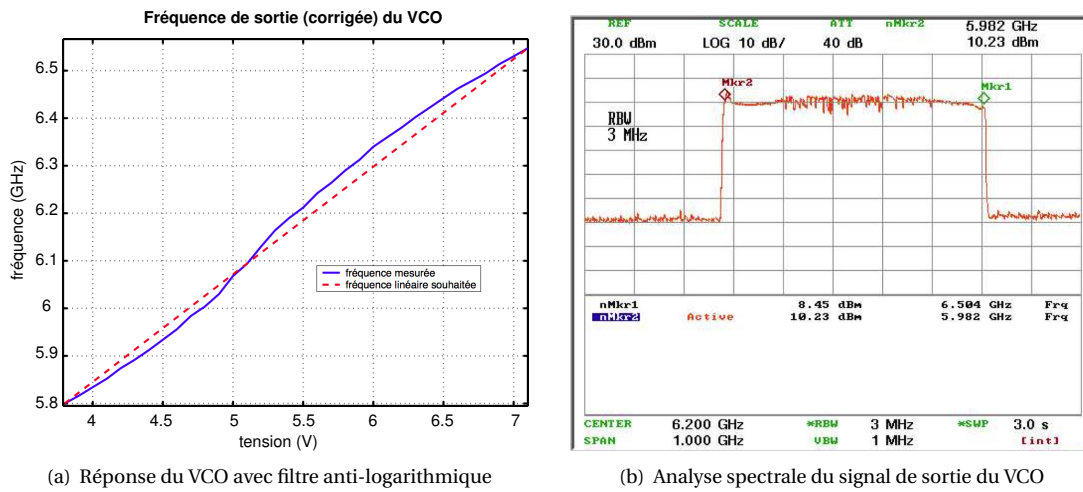 Fréquence de sortie (corrigée) du VCO
6.5
6.4
6.3
6.2
6.1
6
5.9
5.8
fréquence (GHz)
fréquence mesurée
fréquence linéaire souhaitée
4 4.5 5 5.5 6 6.5 7
tension (V)
(a) Réponse du VCO avec filtre anti-logarithmique
REF SCALE ATT nMkr2 5.982 GHz
30.0 dBm LOG 10 dB/ 40 dB 10.23 dBm
Mkr2
Mkr1
RBW
3 MHz
nMkr1 8.45 dBm 6.504 GHz Frq
nMkr2 Active 10.23 dBm 5.982 GHz Frq
CENTER 6.200 GHz *RBW 3 MHz *SWP 3.0 s
SPAN 1.000 GHz VBW 1 MHz [int]
(b) Analyse spectrale du signal de sortie du VCO